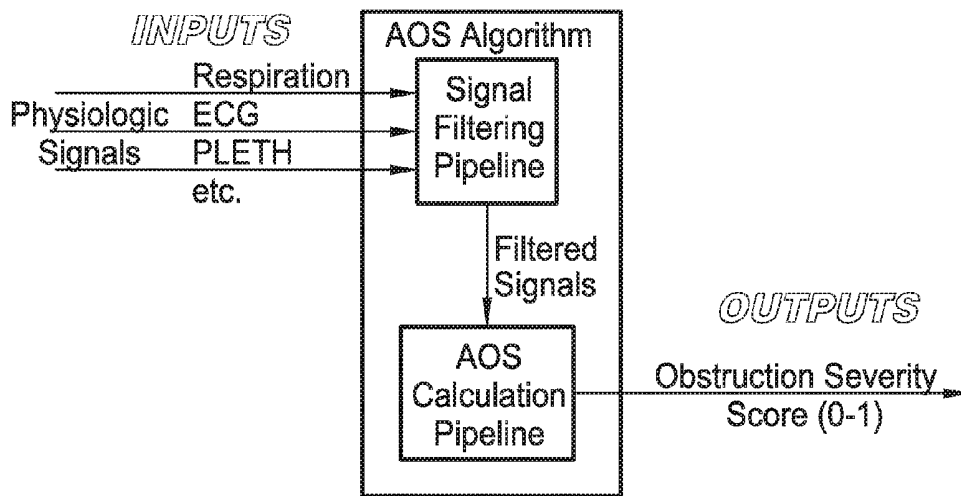 INPUTS
AOS Algorithm
Respiration
Physiologic ECG
Signals PLETH
etc.
Signal
Filtering
Pipeline
Filtered
Signals
OUTPUTS
AOS
Calculation
Pipeline
Obstruction Severity
Score (0-1)